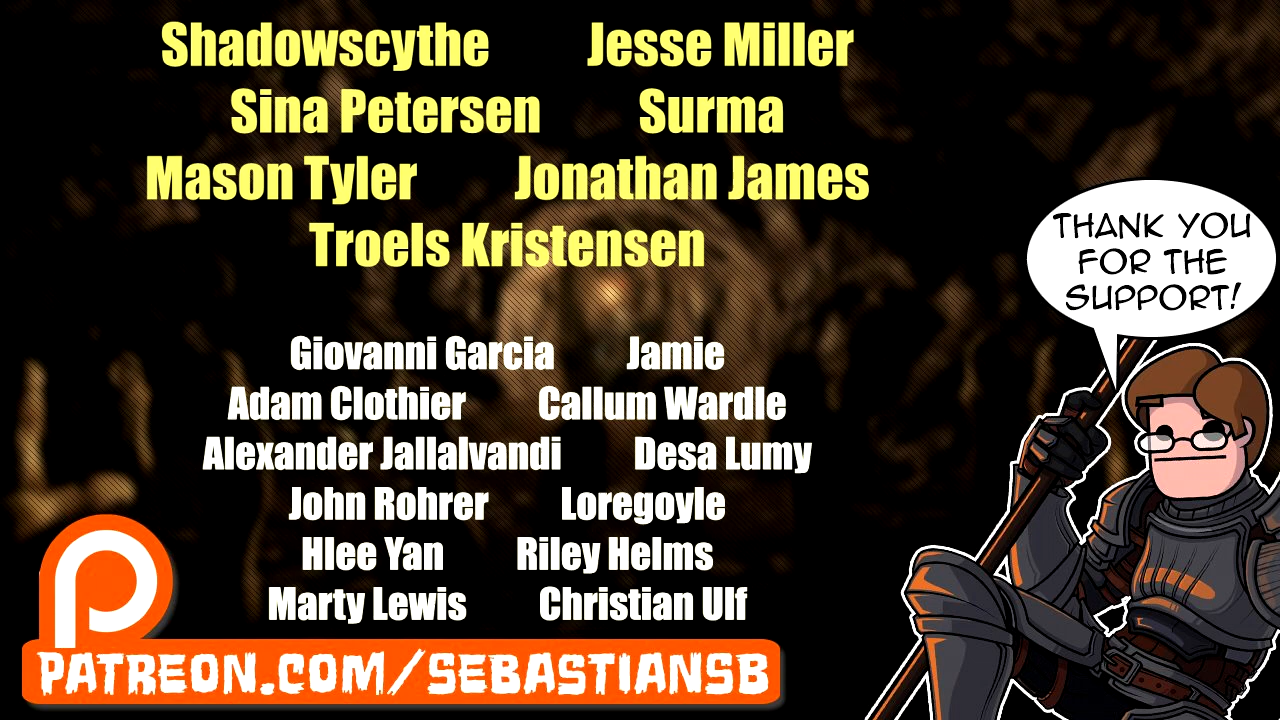 Shadowscythe Jesse Miller
Sina Petersen Surma
Mason Tyler Jonathan James
Troels Kristensen
THANK YOU
FOR THE
SUPPORT!
Giovanni Garcia Jamie
Adam Clothier Callum Wardle
Alexander Jallalvandi Desa Lumy
John Rohrer Loregoyle
Hlee Yan Riley Helms
Marty Lewis Christian Ulf
PATREON.COM/SEBASTIANSB